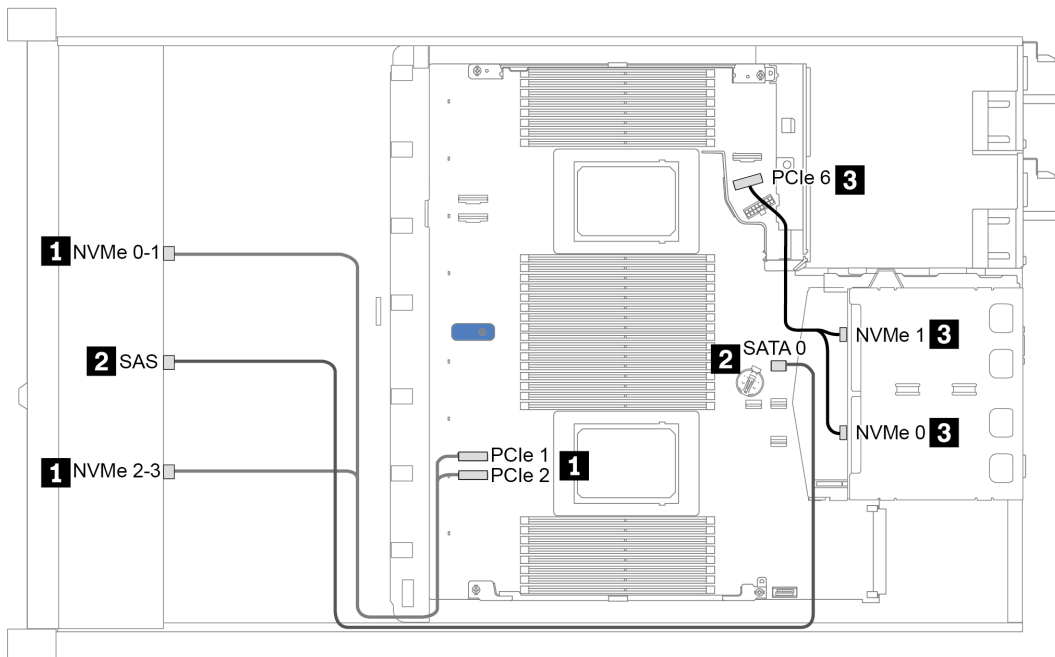 PCIe 6 3
1 NVMe 0-1
NVMe 1 3
SATA 0
2
2 SAS
NVMe 0 3
PCIe 1
1
PCIe 2
1 NVMe 2-3